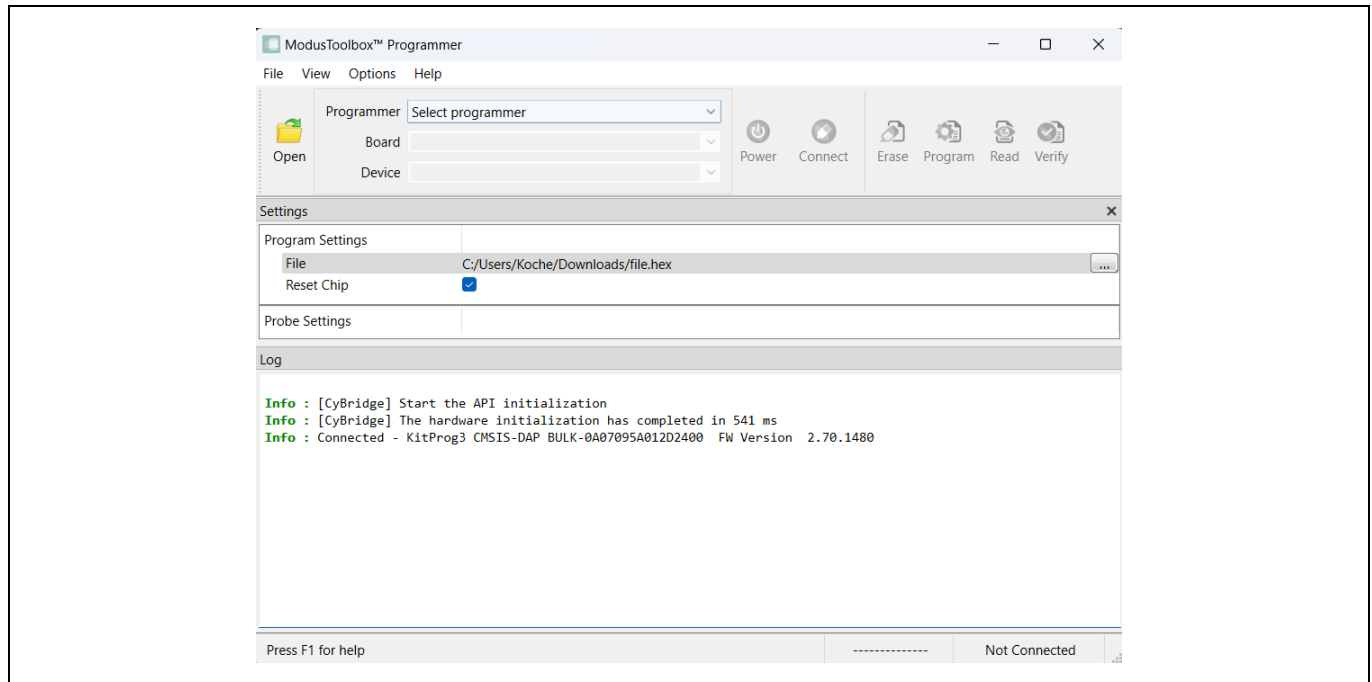 ModusToolbox™ Programmer
File View Options Help
Programmer Select programmer
Open
Board
Device
Power Connect Erase Program Read Verify
Settings
Program Settings
File C:/Users/Koche/Downloads/file.hex
...
Reset Chip
Probe Settings
Log
Info : [CyBridge] Start the API initialization
Info : [CyBridge] The hardware initialization has completed in 541 ms
Info : Connected - KitProg3 CMSIS-DAP BULK-0A07095A012D2400 FW Version 2.70.1480
Press F1 for help -------------- Not Connected